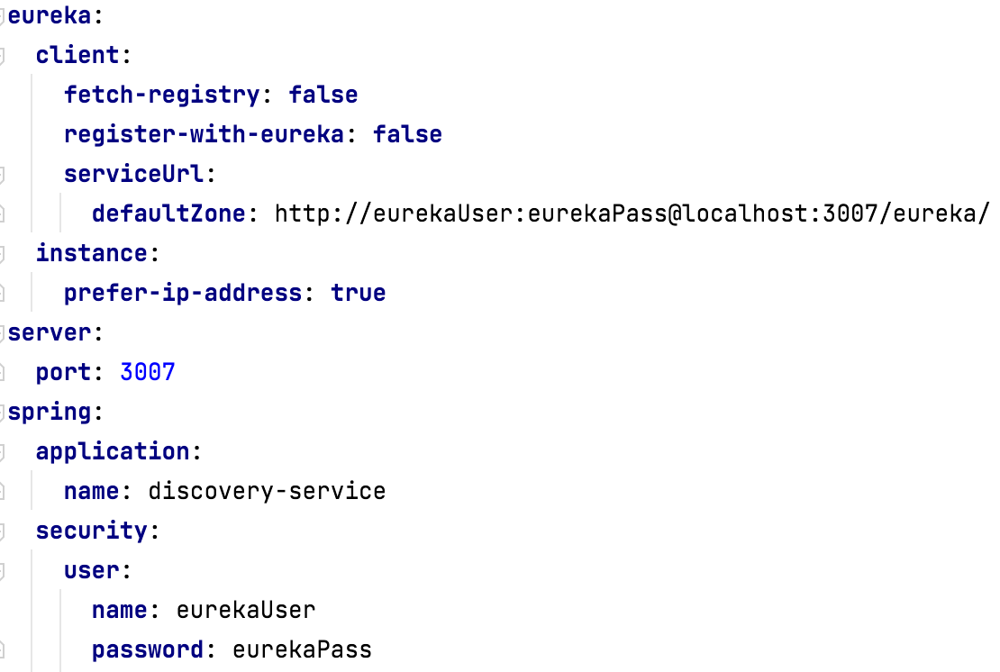 eureka:
  client:
    fetch-registry: false
    register-with-eureka: false
    serviceUrl:
      defaultZone: http://eurekaUser:eurekaPass@localhost:3007/eureka/
  instance:
    prefer-ip-address: true
server:
  port: 3007
spring:
  application:
    name: discovery-service
  security:
    user:
      name: eurekaUser
      password: eurekaPass